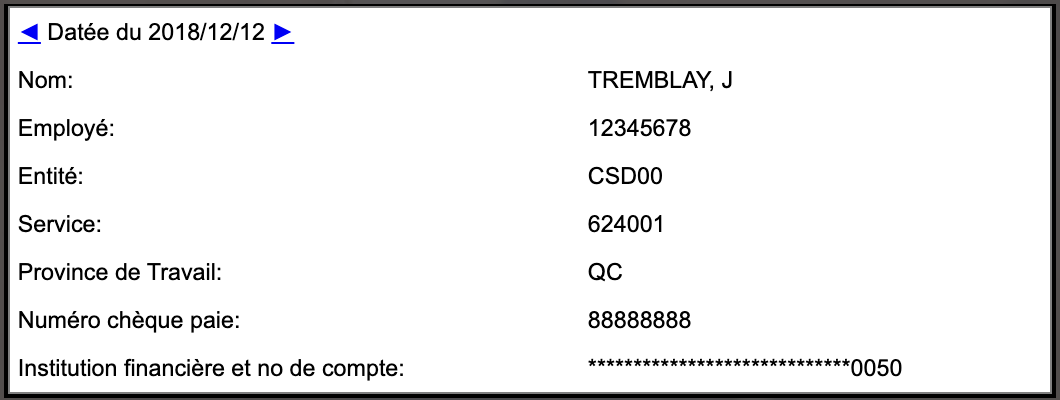 ◄ Datée du 2018/12/12 ►
Nom: TREMBLAY, J
Employé: 12345678
Entité: CSD00
Service: 624001
Province de Travail: QC
Numéro chèque paie: 88888888
Institution financière et no de compte: *****************************0050